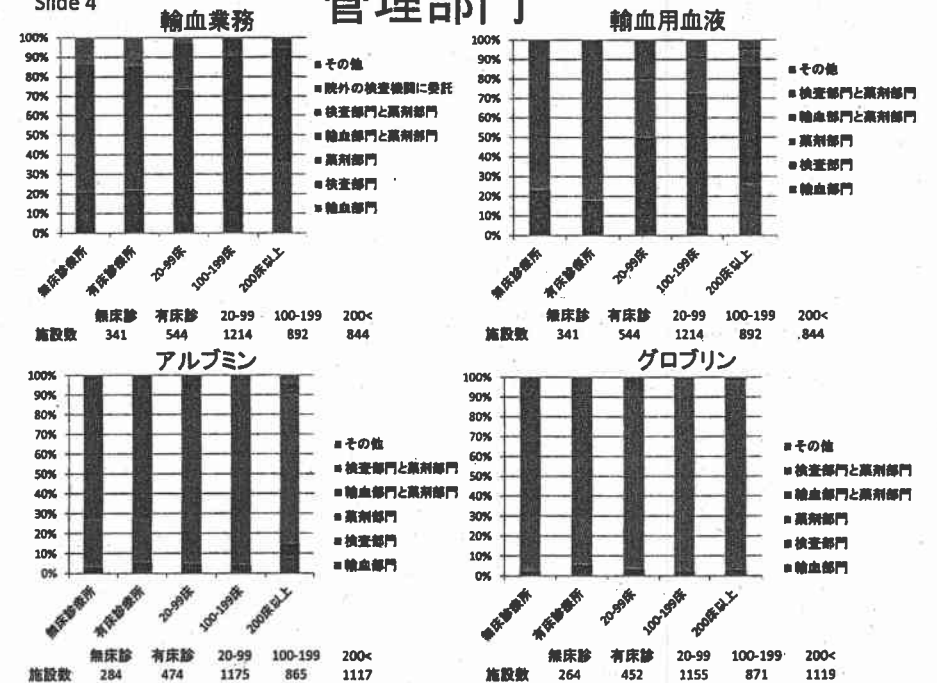 Slide 4
管理部門
輸血業務
100%
90%
80%
70%
60%
50%
40%
30%
20%
10%
0%
無床診療所
有床診療所
20-99床
100-199床
200床以上
その他
院外の検査機関に委託
検査部門と薬剤部門
輸血部門と薬剤部門
薬剤部門
検査部門
輸血部門
無床診 有床診 20-99 100-199 200<
施設数 341 544 1214 892 844
輸血用血液
100%
90%
80%
70%
60%
50%
40%
30%
20%
10%
0%
無床診療所
有床診療所
20-99床
100-199床
200床以上
その他
検査部門と薬剤部門
輸血部門と薬剤部門
薬剤部門
検査部門
輸血部門
無床診 有床診 20-99 100-199 200<
施設数 341 544 1214 892 844
アルブミン
100%
90%
80%
70%
60%
50%
40%
30%
20%
10%
0%
無床診療所
有床診療所
20-99床
100-199床
200床以上
その他
検査部門と薬剤部門
輸血部門と薬剤部門
薬剤部門
検査部門
輸血部門
無床診 有床診 20-99 100-199 200<
施設数 284 474 1175 865 1117
グロブリン
100%
90%
80%
70%
60%
50%
40%
30%
20%
10%
0%
無床診療所
有床診療所
20-99床
100-199床
200床以上
その他
検査部門と薬剤部門
輸血部門と薬剤部門
薬剤部門
検査部門
輸血部門
無床診 有床診 20-99 100-199 200<
施設数 264 452 1155 871 1119